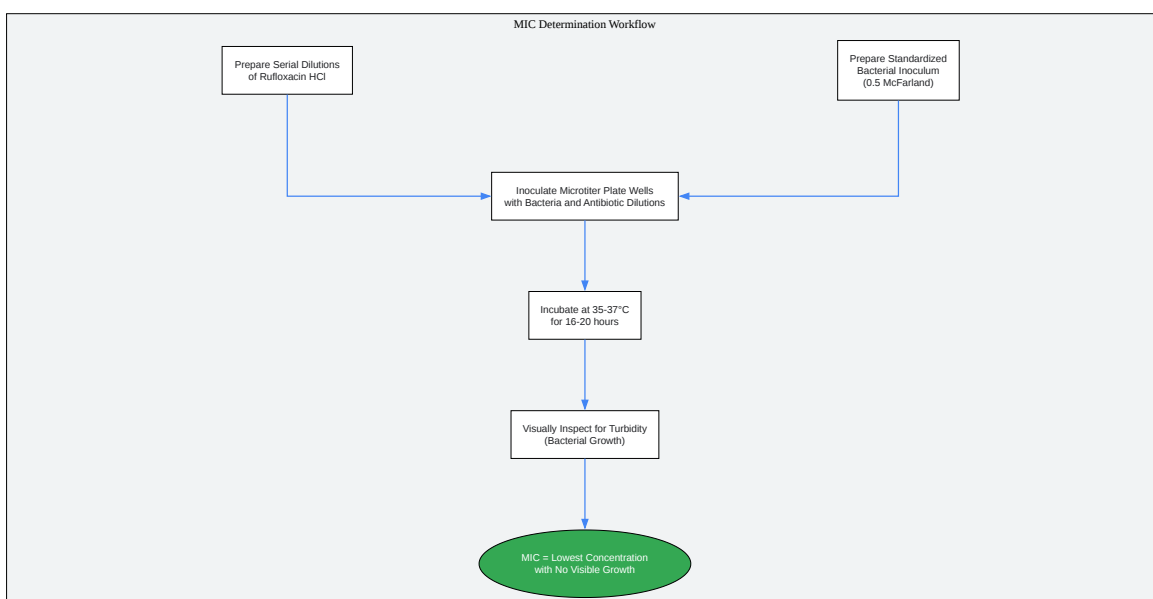 MIC Determination Workflow
Prepare Serial Dilutions
of Rufloxacin HCl
Prepare Standardized
Bacterial Inoculum
(0.5 McFarland)
Inoculate Microtiter Plate Wells
with Bacteria and Antibiotic Dilutions
Incubate at 35-37°C
for 16-20 hours
Visually Inspect for Turbidity
(Bacterial Growth)
MIC = Lowest Concentration
with No Visible Growth